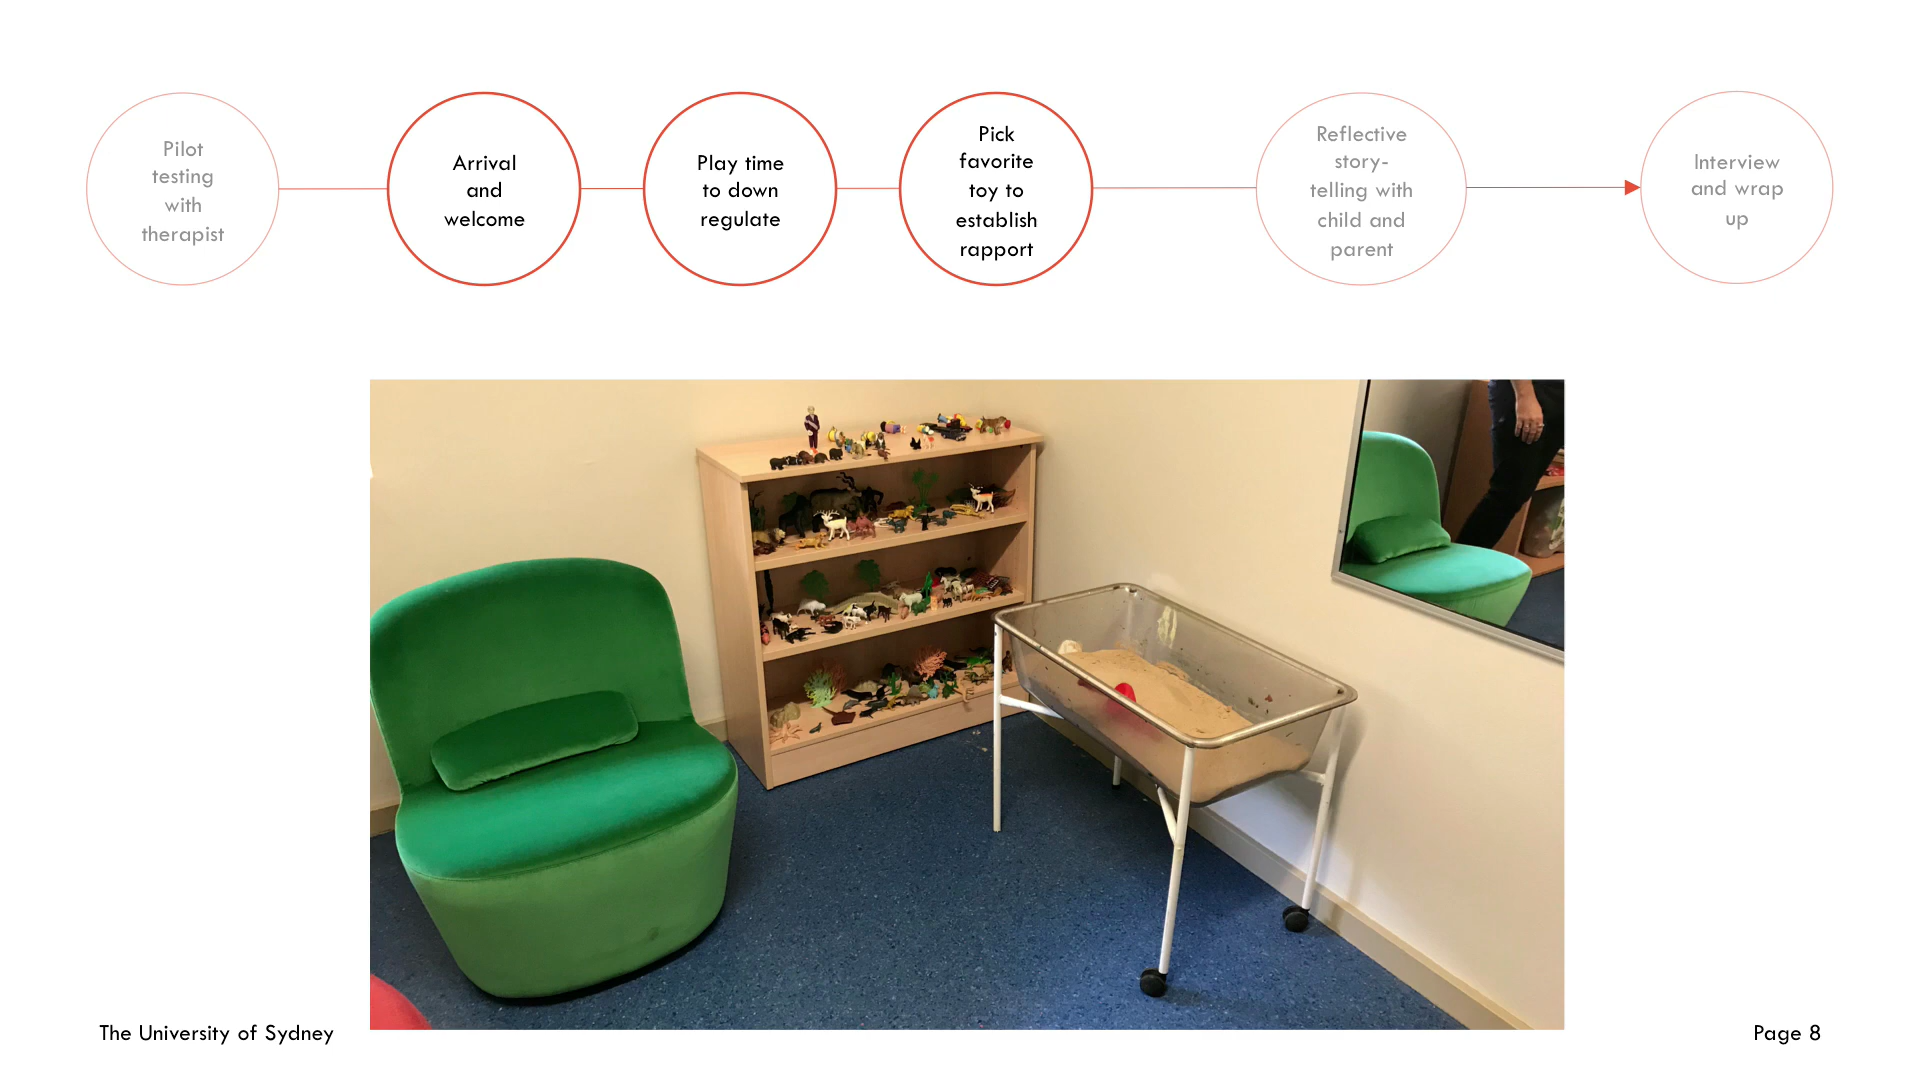 Pilot
testing
with
therapist
Arrival
and
welcome
Play time
to down
regulate
Pick
favorite
toy to
establish
rapport
Reflective
story-
telling with
child and
parent
Interview
and wrap
up
The University of Sydney
Page 8